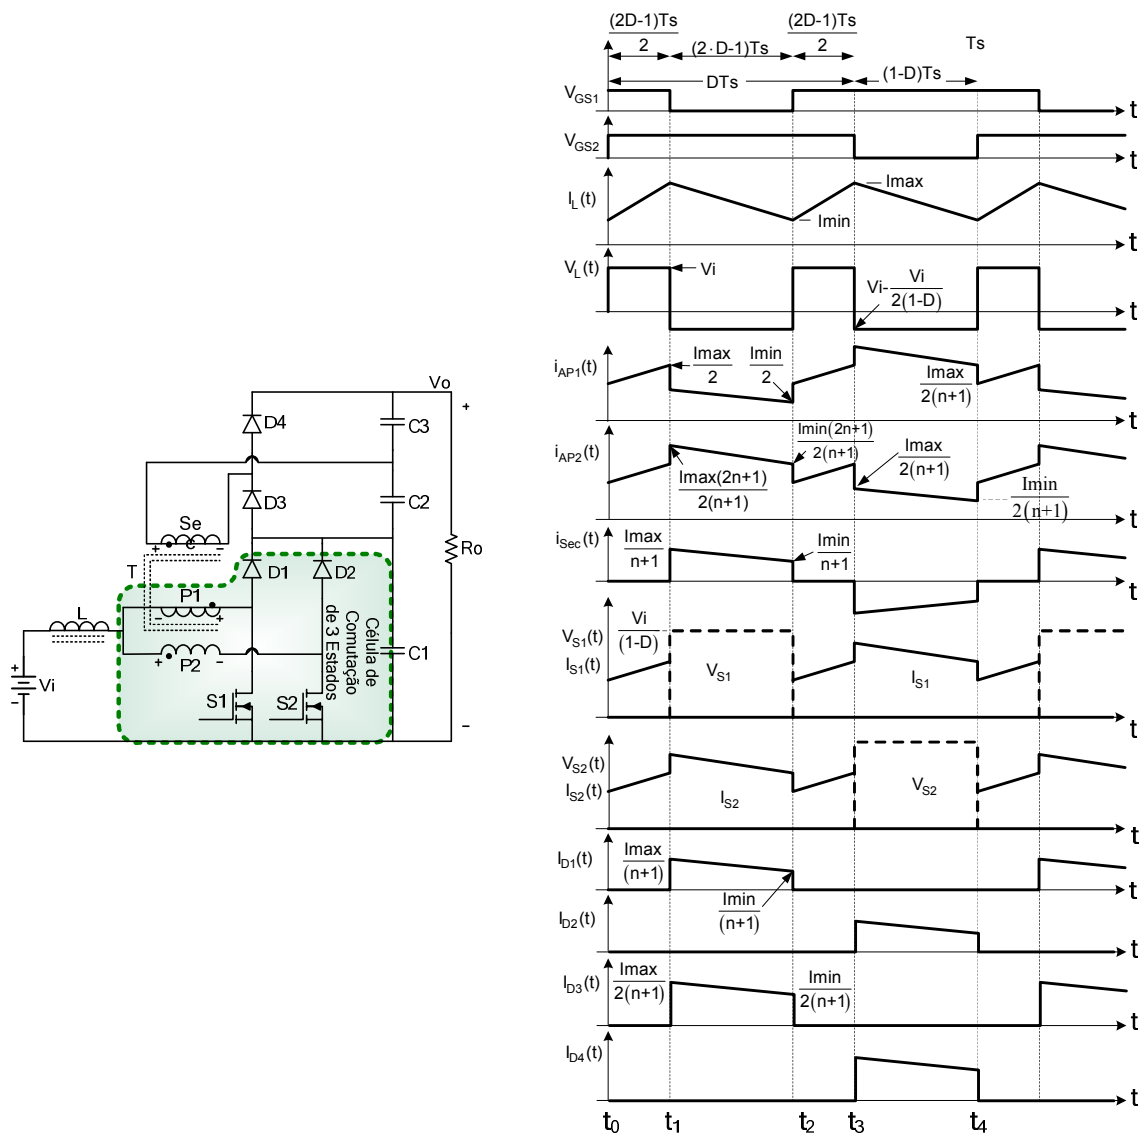 Vo
+
D4
C3
D3
C2
Se
c
+
−
Ro
T
D1
D2
P1
−
+
L
P2
+
−
Célula de
Comutação
de 3 Estados
C1
+
Vi
−
S1
S2
−
(2D-1)Ts
2
(2·D-1)Ts
(2D-1)Ts
2
Ts
DTs
(1-D)Ts
VGS1
t
VGS2
t
IL(t)
Imax
Imin
t
VL(t)
Vi
Vi-
Vi
2(1-D)
t
iAP1(t)
Imax
2
Imin
2
Imax
2(n+1)
t
iAP2(t)
Imin(2n+1)
2(n+1)
Imax
2(n+1)
Imax(2n+1)
2(n+1)
Imin
2(n+1)
t
iSec(t)
Imax
n+1
Imin
n+1
t
Vi
(1-D)
VS1(t)
IS1(t)
VS1
IS1
t
VS2(t)
IS2(t)
IS2
VS2
t
ID1(t)
Imax
(n+1)
Imin
(n+1)
t
ID2(t)
t
ID3(t)
Imax
2(n+1)
Imin
2(n+1)
t
ID4(t)
t
t0 t1 t2 t3 t4